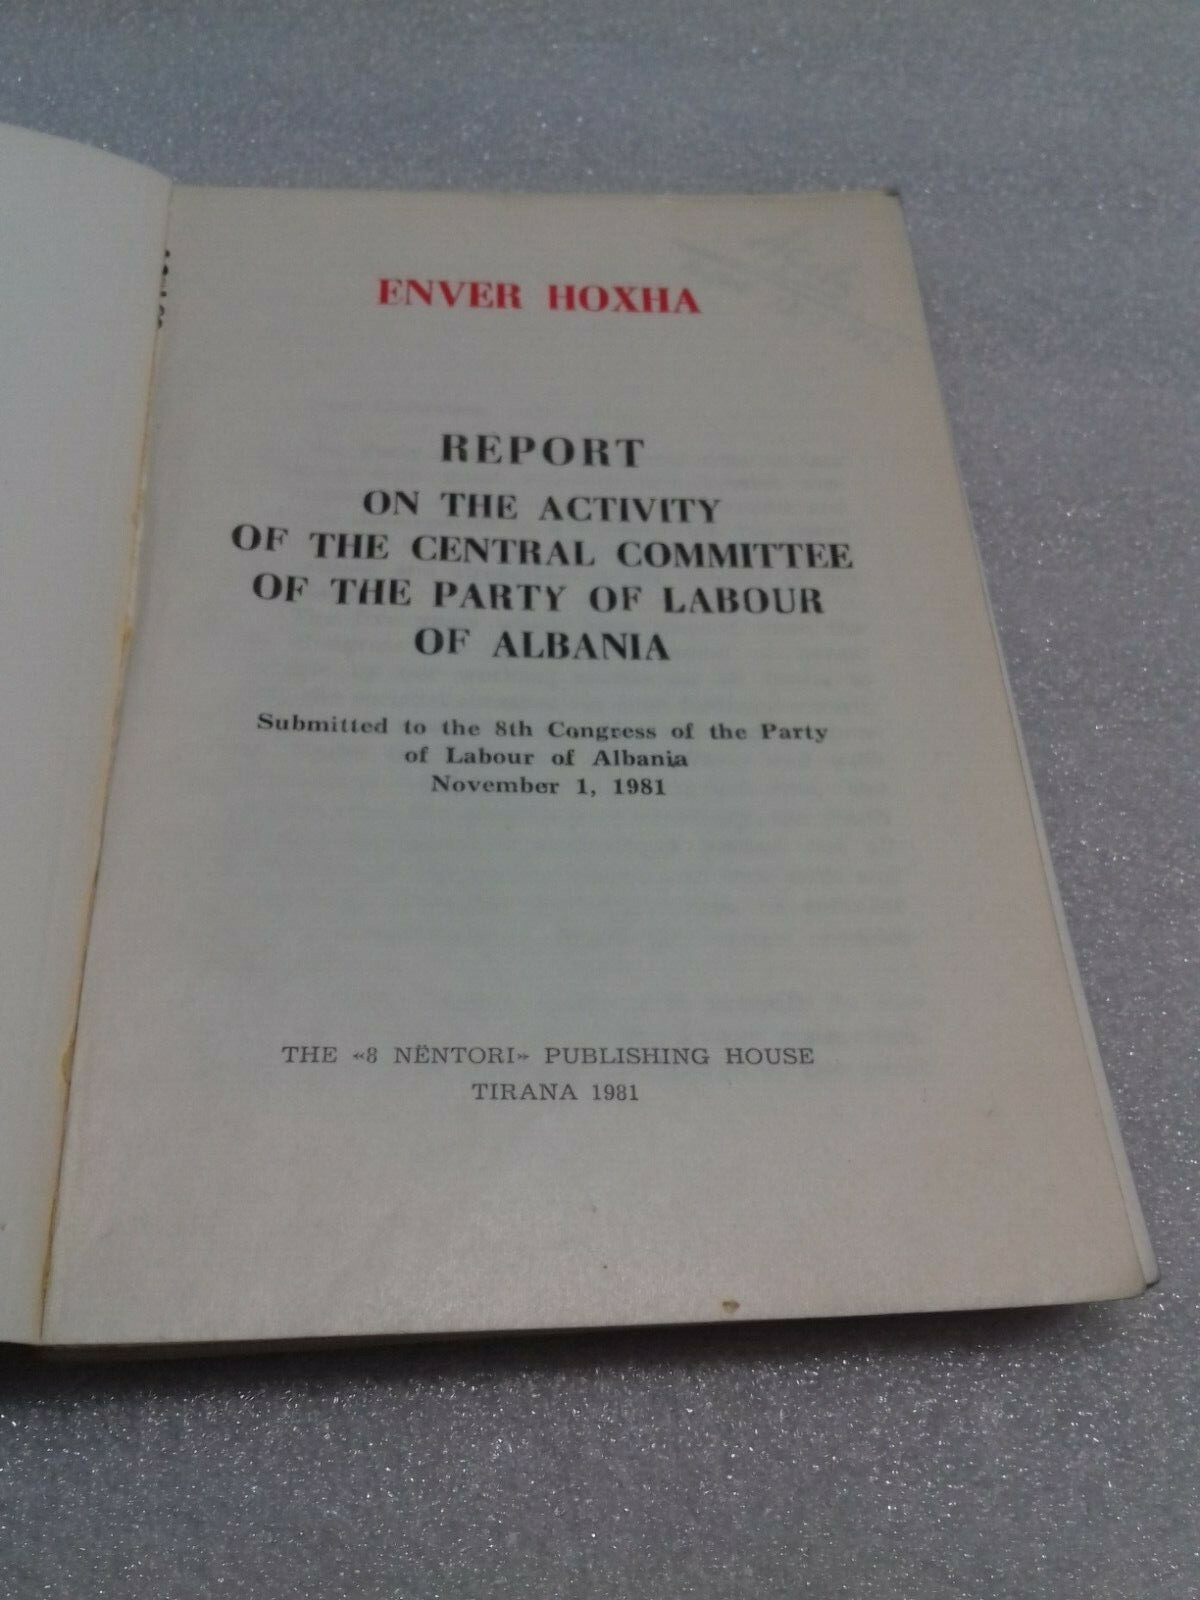 ENVER HOXHA
REPORT
ON THE ACTIVITY
OF THE CENTRAL COMMITTEE
OF THE PARTY OF LABOUR
OF ALBANIA
Submitted to the 8th Congress of the Party
of Labour of Albania
November 1, 1981
THE «8 NËNTORI» PUBLISHING HOUSE
TIRANA 1981